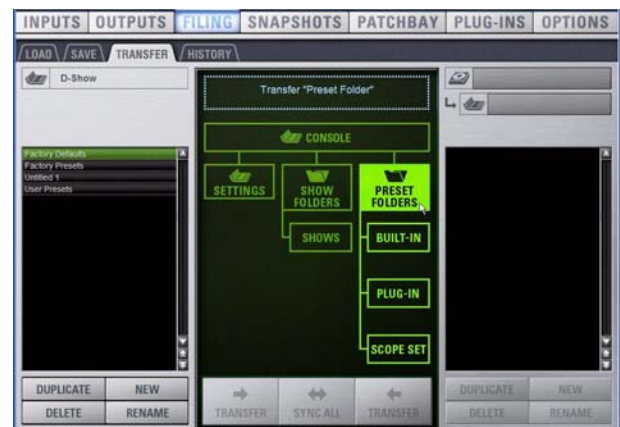 INPUTS OUTPUTS FILING SNAPSHOTS PATCHBAY PLUG-INS OPTIONS
LOAD SAVE TRANSFER HISTORY
D-Show
Factory Defaults
Factory Presets
Untitled 1
User Presets
DUPLICATE NEW
DELETE RENAME
Transfer "Preset Folder"
CONSOLE
SETTINGS
SHOW FOLDERS
PRESET FOLDERS
SHOWS
BUILT-IN
PLUG-IN
SCOPE SET
TRANSFER SYNC ALL TRANSFER
DUPLICATE NEW
DELETE RENAME